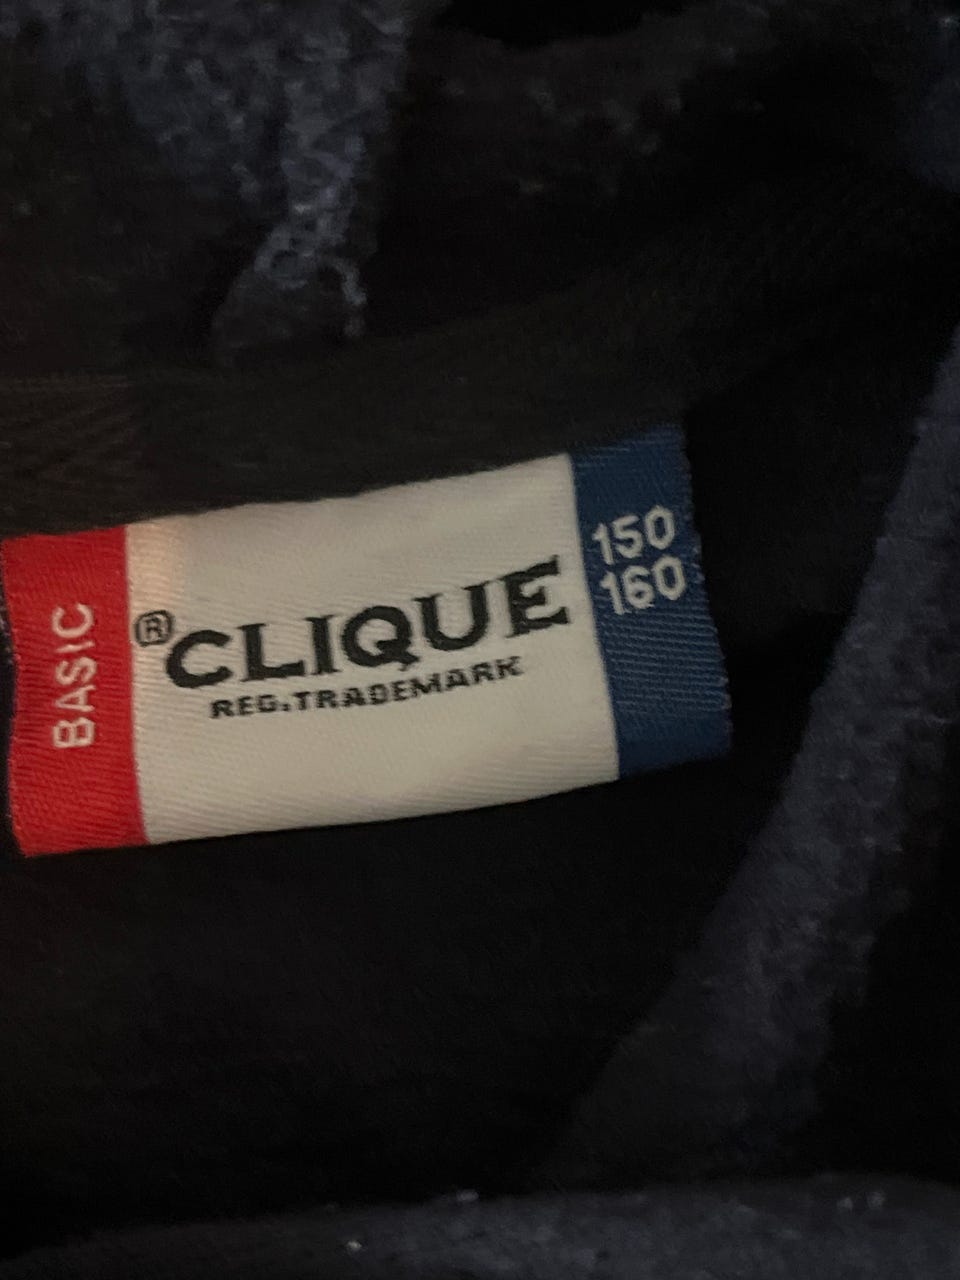 BASIC
® CLIQUE
REG. TRADEMARK
150
160